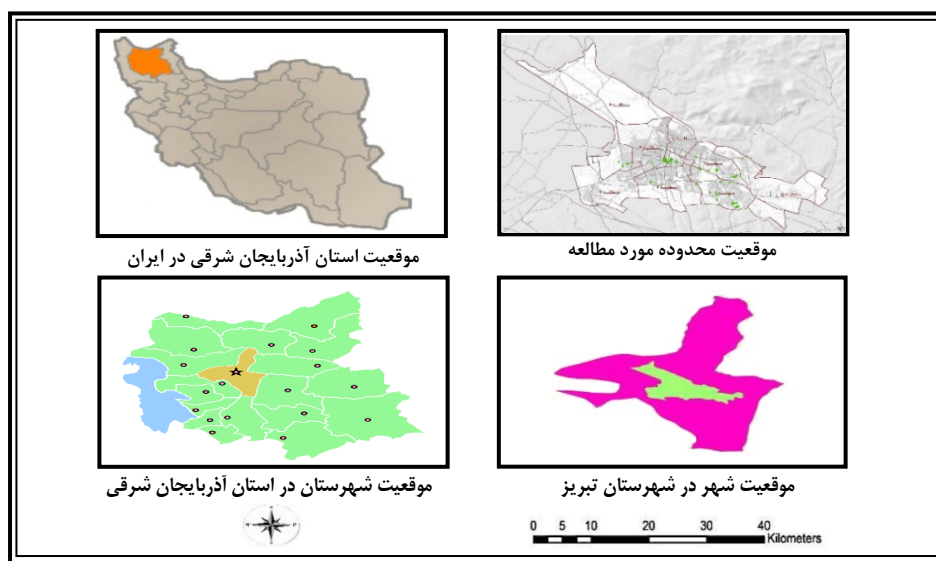 موقعیت استان آذربایجان شرقی در ایران
موقعیت محدوده مورد مطالعه
موقعیت شهرستان در استان آذربایجان شرقی
موقعیت شهر در شهرستان تبریز
0 5 10 20 30 40
Kilometers